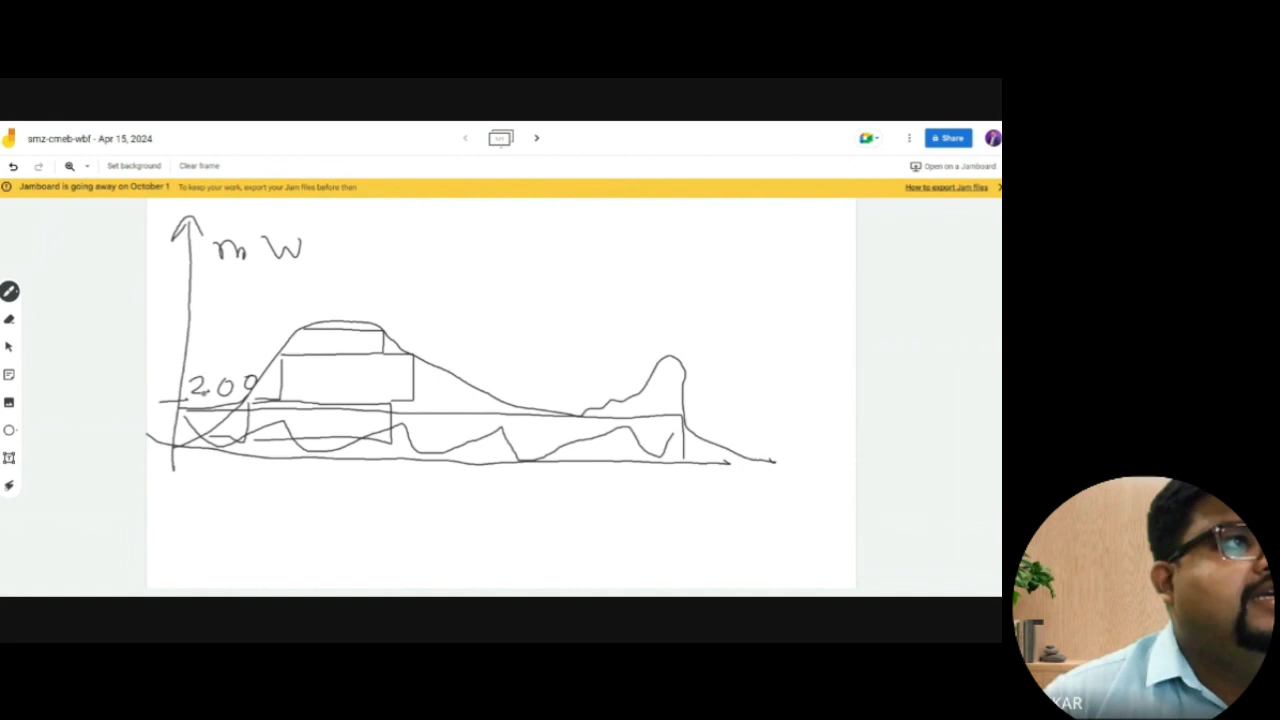 smz-cmeb-wbf - Apr 15, 2024
Share
Set background
Clear frame
Open on a Jamboard
Jamboard is going away on October 1 To keep your work, export your Jam files before then
How to export Jam files
mW
200
KAR